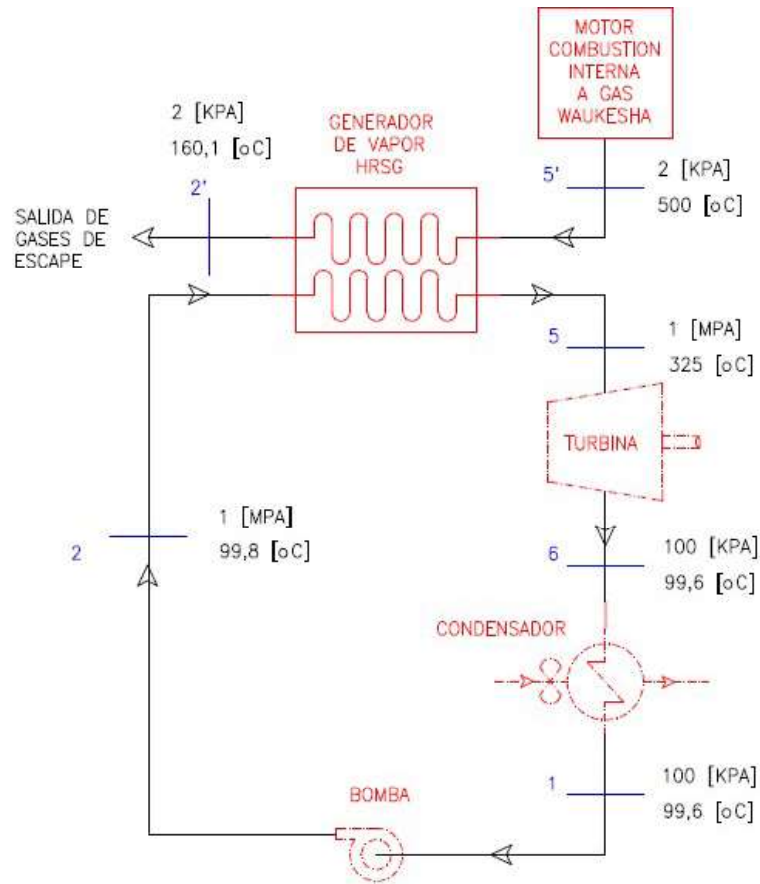 MOTOR
COMBUSTION
INTERNA
A GAS
WAUKESHA
2 [KPA]
160,1 [oC]
2'
GENERADOR
DE VAPOR
HRSG
5'
2 [KPA]
500 [oC]
SALIDA DE
GASES DE
ESCAPE
5
1 [MPA]
325 [oC]
TURBINA
2
1 [MPA]
99,8 [oC]
6
100 [KPA]
99,6 [oC]
CONDENSADOR
1
100 [KPA]
99,6 [oC]
BOMBA